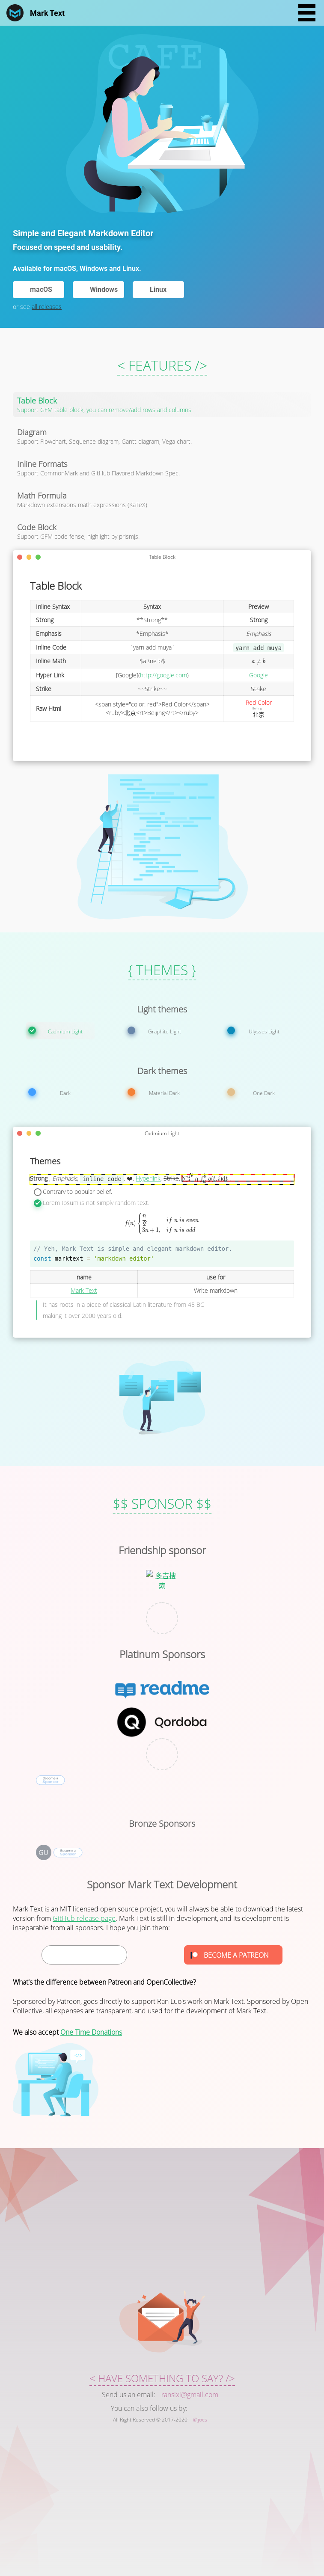 Mark Text
CAFE
Simple and Elegant Markdown Editor
Focused on speed and usability.
Available for macOS, Windows and Linux.
macOS
Windows
Linux
or see all releases.
< FEATURES />
Table Block
Support GFM table block, you can remove/add rows and columns.
Diagram
Support Flowchart, Sequence diagram, Gantt diagram, Vega chart.
Inline Formats
Support CommonMark and GitHub Flavored Markdown Spec.
Math Formula
Markdown extensions math expressions (KaTeX).
Code Block
Support GFM code fense, highlight by prismjs.
Table Block
Table Block
Inline Syntax Syntax Preview
Strong **Strong** Strong
Emphasis *Emphasis* Emphasis
Inline Code `yarn add muya` yarn add muya
Inline Math $a \ne b$ a ≠ b
Hyper Link [Google](http://google.com) Google
Strike ~~Strike~~ Strike
Raw Html <span style="color: red">Red Color</span> Red Color
<ruby>北京<rt>Beijing</rt></ruby> 北京
{ THEMES }
Light themes
Cadmium Light
Graphite Light
Ulysses Light
Dark themes
Dark
Material Dark
One Dark
Cadmium Light
Themes
Strong , Emphasis, inline code , ❤️, Hyperlink, Strike,
Contrary to popular belief.
Lorem Ipsum is not simply random text.
f(n) { n/2, if n is even
3n + 1, if n is odd
// Yeh, Mark Text is simple and elegant markdown editor.
const marktext = 'markdown editor'
name use for
Mark Text Write markdown
It has roots in a piece of classical Latin literature from 45 BC
making it over 2000 years old.
$$ SPONSOR $$
Friendship sponsor
多吉搜
索
Platinum Sponsors
readme
Qordoba
Become a
Sponsore
Bronze Sponsors
GU
Become a
Sponsore
Sponsor Mark Text Development
Mark Text is an MIT licensed open source project, you will always be able to download the latest
version from GitHub release page. Mark Text is still in development, and its development is
inseparable from all sponsors. I hope you join them:
BECOME A PATREON
What's the difference between Patreon and OpenCollective?
Sponsored by Patreon, goes directly to support Ran Luo's work on Mark Text. Sponsored by Open
Collective, all expenses are transparent, and used for the development of Mark Text.
We also accept One Time Donations
< HAVE SOMETHING TO SAY? />
Send us an email: ransixi@gmail.com
You can also follow us by:
All Right Reserved © 2017-2020 @Jocs